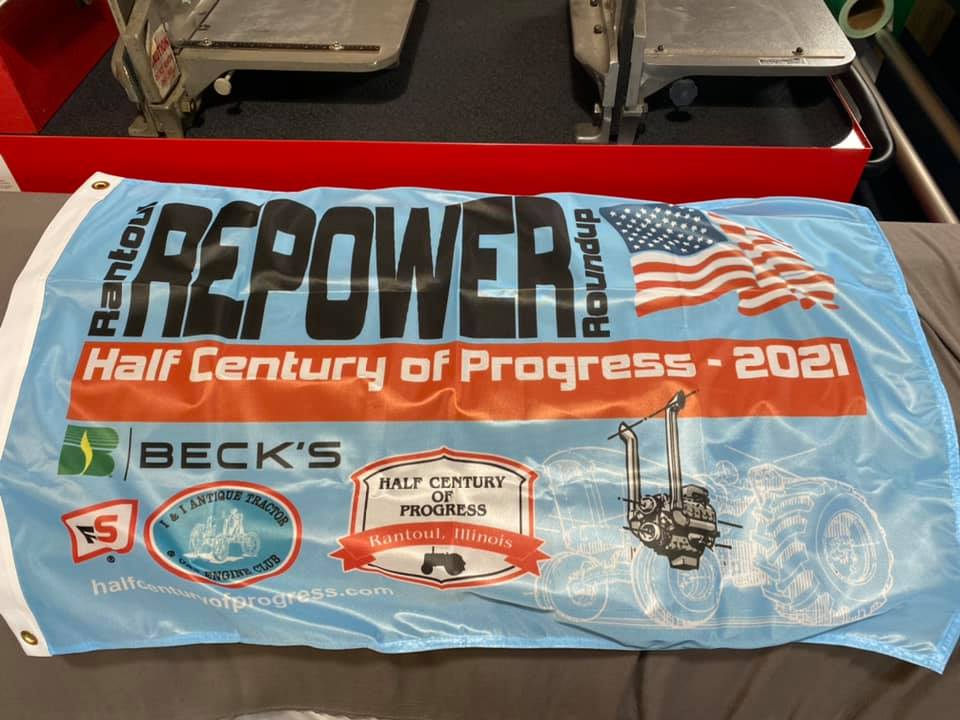 Rantoul
REPOWER
Roundup
Half Century of Progress - 2021
BECK'S
FS
I & I ANTIQUE TRACTOR
ENGINE CLUB
HALF CENTURY
OF
PROGRESS
Rantoul, Illinois
halfcenturyofprogress.com